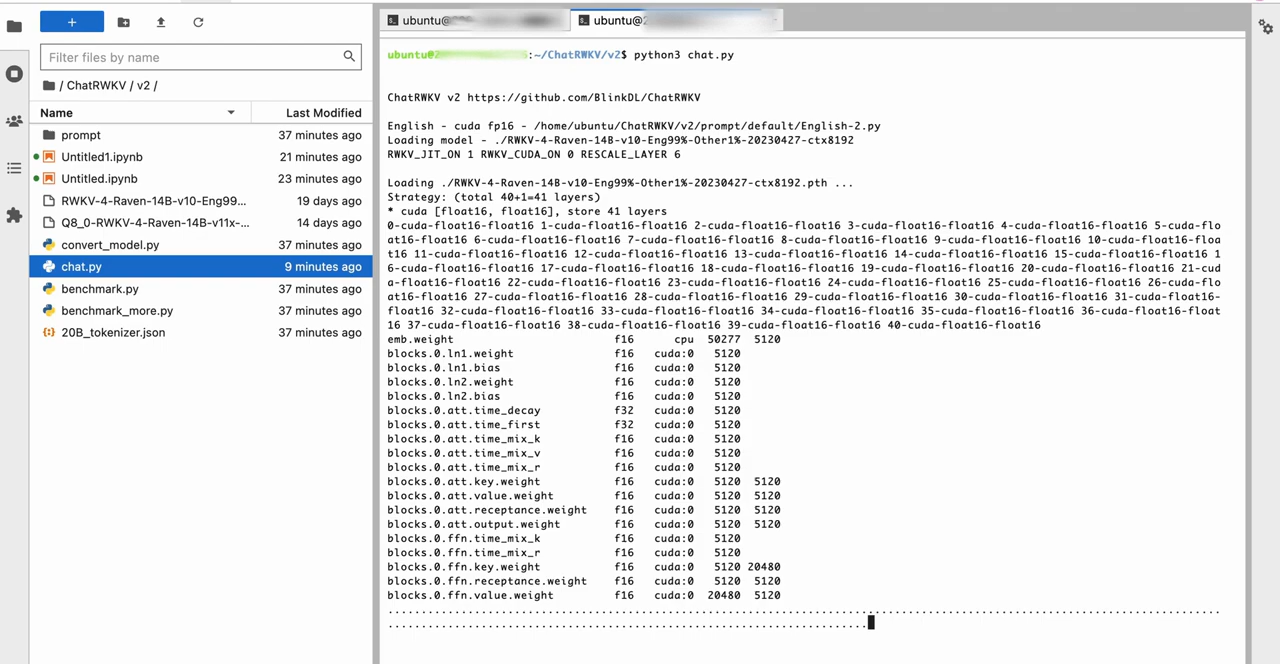 +
Filter files by name
/ ChatRWKV / v2 /
Name Last Modified
prompt 37 minutes ago
Untitled1.ipynb 21 minutes ago
Untitled.ipynb 23 minutes ago
RWKV-4-Raven-14B-v10-Eng99... 19 days ago
Q8_0-RWKV-4-Raven-14B-v11x-... 14 days ago
convert_model.py 37 minutes ago
chat.py 9 minutes ago
benchmark.py 37 minutes ago
benchmark_more.py 37 minutes ago
20B_tokenizer.json 37 minutes ago
ubuntu@
ubuntu@2
ubuntu@2 :~/ChatRWKV/v2$ python3 chat.py
ChatRWKV v2 https://github.com/BlinkDL/ChatRWKV
English - cuda fp16 - /home/ubuntu/ChatRWKV/v2/prompt/default/English-2.py
Loading model - ./RWKV-4-Raven-14B-v10-Eng99%-Other1%-20230427-ctx8192
RWKV_JIT_ON 1 RWKV_CUDA_ON 0 RESCALE_LAYER 6
Loading ./RWKV-4-Raven-14B-v10-Eng99%-Other1%-20230427-ctx8192.pth ...
Strategy: (total 40+1=41 layers)
* cuda [float16, float16], store 41 layers
0-cuda-float16-float16 1-cuda-float16-float16 2-cuda-float16-float16 3-cuda-float16-float16 4-cuda-float16-float16 5-cuda-flo
at16-float16 6-cuda-float16-float16 7-cuda-float16-float16 8-cuda-float16-float16 9-cuda-float16-float16 10-cuda-float16-floa
t16 11-cuda-float16-float16 12-cuda-float16-float16 13-cuda-float16-float16 14-cuda-float16-float16 15-cuda-float16-float16 1
6-cuda-float16-float16 17-cuda-float16-float16 18-cuda-float16-float16 19-cuda-float16-float16 20-cuda-float16-float16 21-cud
a-float16-float16 22-cuda-float16-float16 23-cuda-float16-float16 24-cuda-float16-float16 25-cuda-float16-float16 26-cuda-flo
at16-float16 27-cuda-float16-float16 28-cuda-float16-float16 29-cuda-float16-float16 30-cuda-float16-float16 31-cuda-float16-
float16 32-cuda-float16-float16 33-cuda-float16-float16 34-cuda-float16-float16 35-cuda-float16-float16 36-cuda-float16-float
16 37-cuda-float16-float16 38-cuda-float16-float16 39-cuda-float16-float16 40-cuda-float16-float16
emb.weight f16 cpu 50277 5120
blocks.0.ln1.weight f16 cuda:0 5120
blocks.0.ln1.bias f16 cuda:0 5120
blocks.0.ln2.weight f16 cuda:0 5120
blocks.0.ln2.bias f16 cuda:0 5120
blocks.0.att.time_decay f32 cuda:0 5120
blocks.0.att.time_first f32 cuda:0 5120
blocks.0.att.time_mix_k f16 cuda:0 5120
blocks.0.att.time_mix_v f16 cuda:0 5120
blocks.0.att.time_mix_r f16 cuda:0 5120
blocks.0.att.key.weight f16 cuda:0 5120 5120
blocks.0.att.value.weight f16 cuda:0 5120 5120
blocks.0.att.receptance.weight f16 cuda:0 5120 5120
blocks.0.att.output.weight f16 cuda:0 5120 5120
blocks.0.ffn.time_mix_k f16 cuda:0 5120
blocks.0.ffn.time_mix_r f16 cuda:0 5120
blocks.0.ffn.key.weight f16 cuda:0 5120 20480
blocks.0.ffn.receptance.weight f16 cuda:0 5120 5120
blocks.0.ffn.value.weight f16 cuda:0 20480 5120
.............................................................................................................................
........................................................................